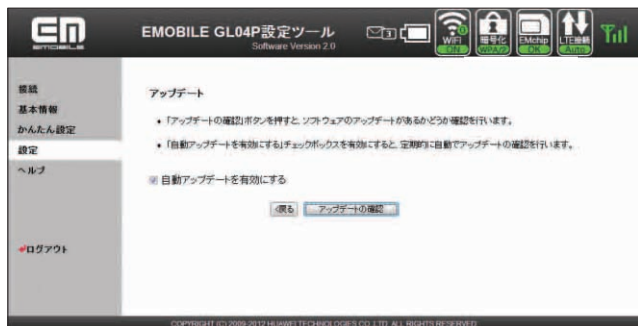 EM
EMOBILE
EMOBILE GL04P設定ツール
Software Version 2.0
3
WiFi
ON
暗号化
WPA/2
EMchip
OK
LTE接続
Auto
接続
基本情報
かんたん設定
設定
ヘルプ
ログアウト
アップデート
• 「アップデートの確認」ボタンを押すと、ソフトウェアのアップデートがあるかどうか確認を行います。
• 「自動アップデートを有効にする」チェックボックスを有効にすると、定期的に自動でアップデートの確認を行います。
自動アップデートを有効にする
<戻る アップデートの確認
COPYRIGHT (C) 2009-2012 HUAWEI TECHNOLOGIES CO.,LTD. ALL RIGHTS RESERVED.